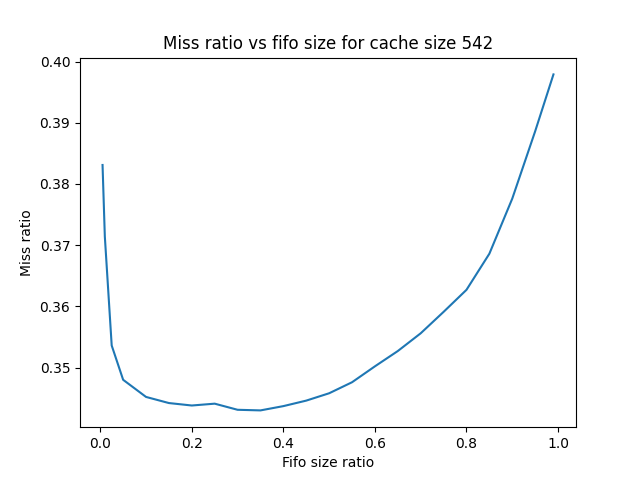 Miss ratio vs fifo size for cache size 542
0.40
0.39
0.38
0.37
0.36
0.35
Miss ratio
0.0 0.2 0.4 0.6 0.8 1.0
Fifo size ratio